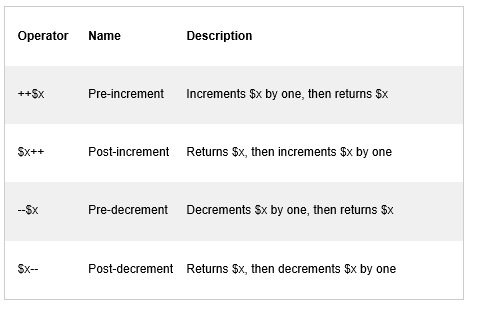 Operator Name Description
++$x Pre-increment Increments $x by one, then returns $x
$x++ Post-increment Returns $x, then increments $x by one
--$x Pre-decrement Decrements $x by one, then returns $x
$x-- Post-decrement Returns $x, then decrements $x by one